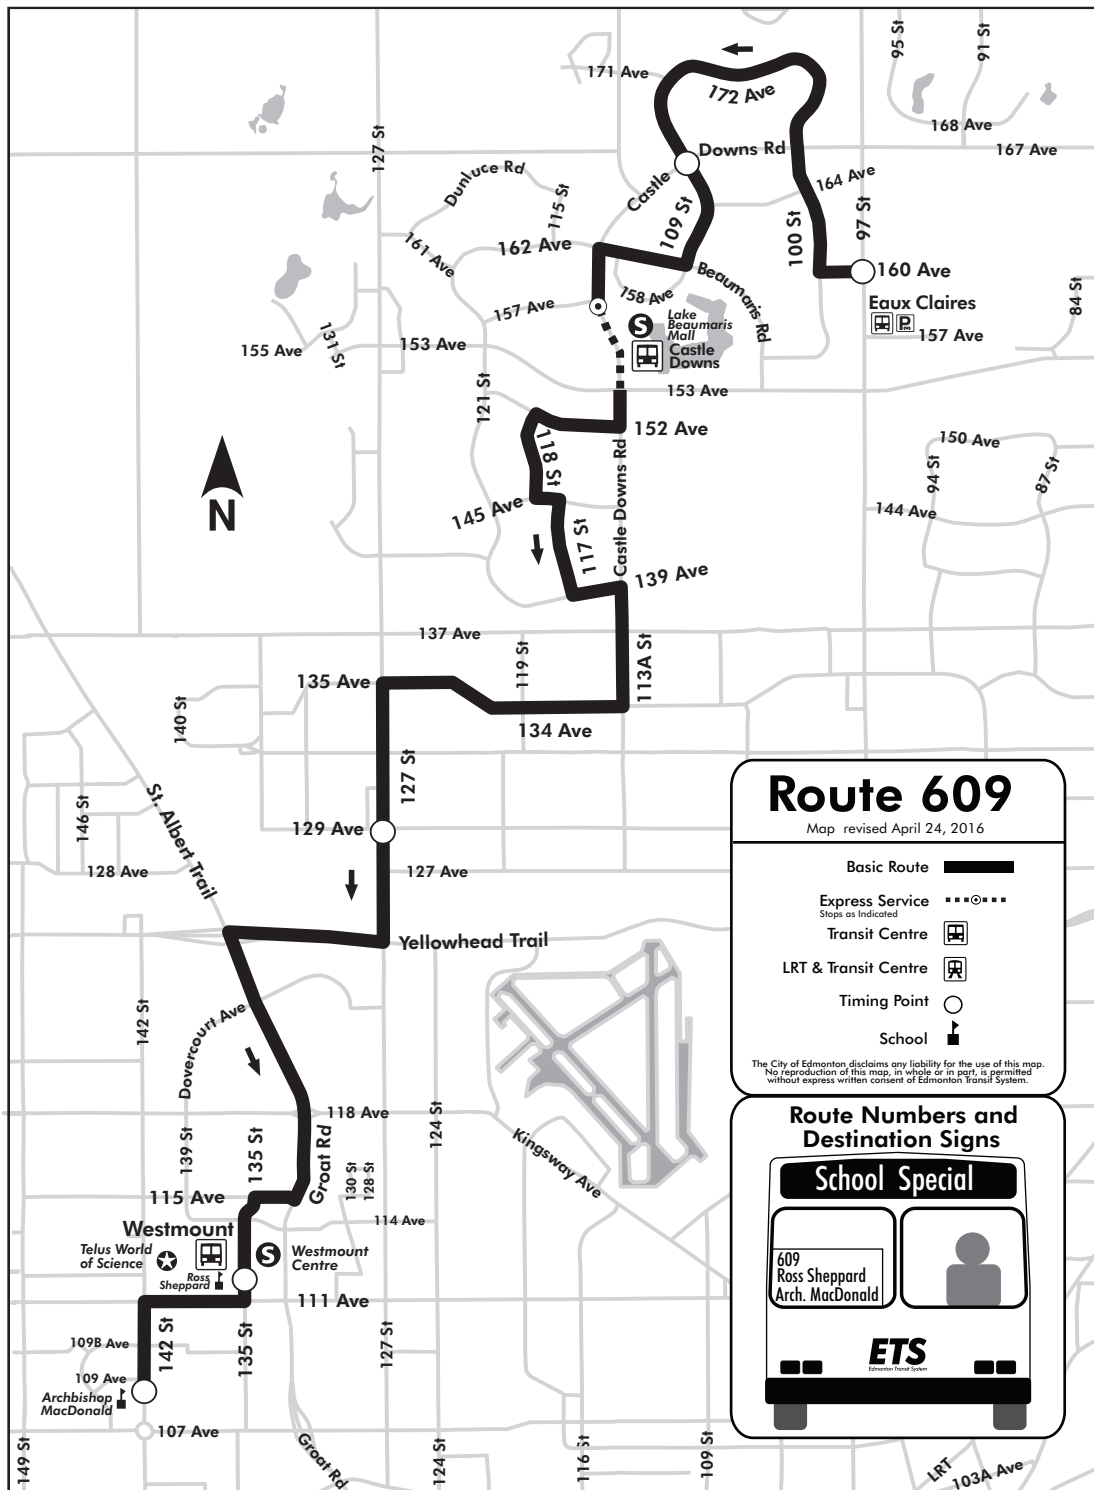 95 St
91 St
171 Ave
172 Ave
168 Ave
127 St
Downs Rd
167 Ave
Dunluce Rd
Castle
164 Ave
115 St
109 St
100 St
97 St
161 Ave
162 Ave
160 Ave
Beaumaris Rd
Eaux Claires
84 St
158 Ave
157 Ave
S
Lake
Beaumaris
Mall
P
157 Ave
131 St
155 Ave
153 Ave
Castle
Downs
121 St
153 Ave
152 Ave
118 St
Castle Downs Rd
150 Ave
94 St
87 St
N
145 Ave
144 Ave
117 St
139 Ave
137 Ave
119 St
113A St
135 Ave
140 St
134 Ave
127 St
St. Albert Trail
146 St
129 Ave
128 Ave
127 Ave
Yellowhead Trail
142 St
Dovercourt Ave
118 Ave
124 St
139 St
135 St
Groat Rd
Kingsway Ave
130 St
128 St
115 Ave
114 Ave
Westmount
Telus World
of Science
S
Westmount
Centre
Ross
Sheppard
111 Ave
142 St
135 St
127 St
109B Ave
109 Ave
Archbishop
MacDonald
107 Ave
149 St
Groat Rd
124 St
116 St
109 St
LRT
103A Ave
Route 609
Map revised April 24, 2016
Basic Route
Express Service
Stops as Indicated
Transit Centre
LRT & Transit Centre
Timing Point
School
The City of Edmonton disclaims any liability for the use of this map.
No reproduction of this map, in whole or in part, is permitted
without express written consent of Edmonton Transit System.
Route Numbers and
Destination Signs
School Special
609
Ross Sheppard
Arch. MacDonald
ETS
Edmonton Transit System